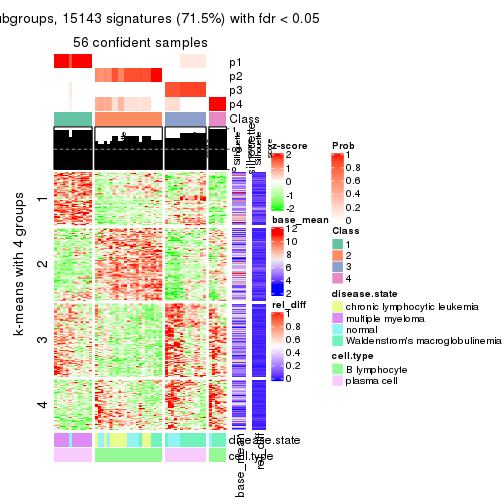 ubgroups, 15143 signatures (71.5%) with fdr < 0.05
56 confident samples
p1
p2
p3
p4
Class
1
0
silhouette
z-score
2
1
0
-1
-2
Prob
1
0.8
0.6
0.4
0.2
0
base_mean
12
10
8
6
4
2
Class
1
2
3
4
rel_diff
1
0.8
0.6
0.4
0.2
0
disease.state
chronic lymphocytic leukemia
multiple myeloma
normal
Waldenstrom's macroglobulinemia
cell.type
B lymphocyte
plasma cell
k-means with 4 groups
1
2
3
4
disease.state
cell.type
base_mean
rel_diff